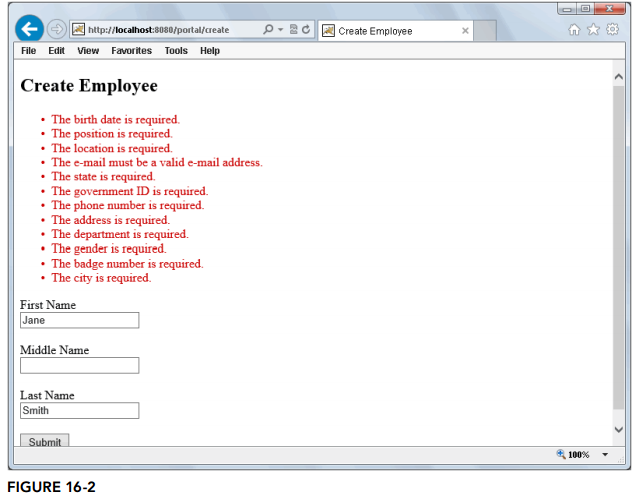 http://localhost:8080/portal/create
Create Employee
File Edit View Favorites Tools Help
Create Employee
• The birth date is required.
• The position is required.
• The location is required.
• The e-mail must be a valid e-mail address.
• The state is required.
• The government ID is required.
• The phone number is required.
• The address is required.
• The department is required.
• The gender is required.
• The badge number is required.
• The city is required.
First Name
Jane
Middle Name
Last Name
Smith
Submit
100%
FIGURE 16-2